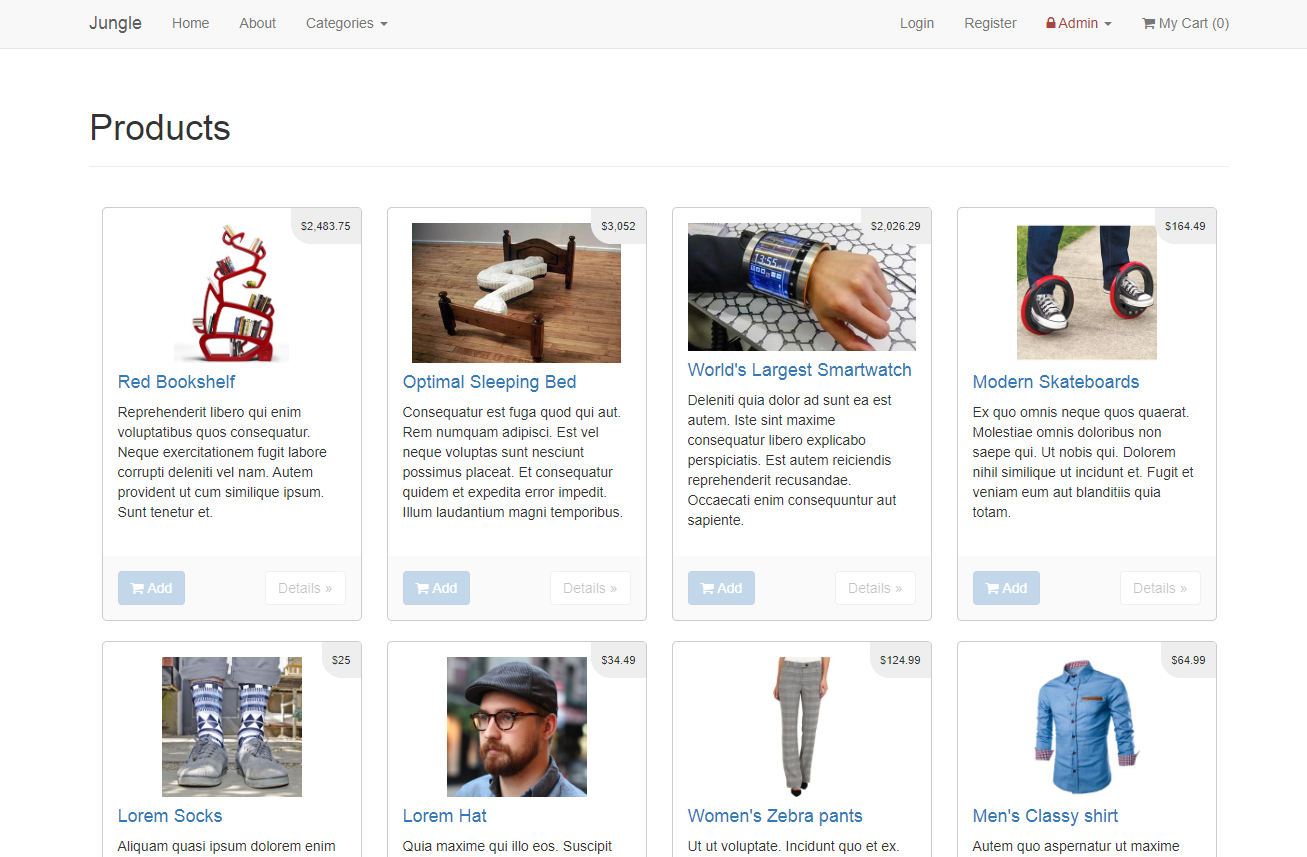 Jungle Home About Categories Login Register Admin My Cart (0)
Products
$2,483.75
Red Bookshelf
Reprehenderit libero qui enim
voluptatibus quos consequatur.
Neque exercitationem fugit labore
corrupti deleniti vel nam. Autem
provident ut cum similique ipsum.
Sunt tenetur et.
Add Details »
$3,052
Optimal Sleeping Bed
Consequatur est fuga quod qui aut.
Rem numquam adipisci. Est vel
neque voluptas sunt nesciunt
possimus placeat. Et consequatur
quidem et expedita error impedit.
Illum laudantium magni temporibus.
Add Details »
$2,026.29
13:55
World's Largest Smartwatch
Deleniti quia dolor ad sunt ea est
autem. Iste sint maxime
consequatur libero explicabo
perspiciatis. Est autem reiciendis
reprehenderit recusandae.
Occaecati enim consequuntur aut
sapiente.
Add Details »
$164.49
Modern Skateboards
Ex quo omnis neque quos quaerat.
Molestiae omnis doloribus non
saepe qui. Ut nobis qui. Dolorem
nihil similique ut incidunt et. Fugit et
veniam eum aut blanditiis quia
totam.
Add Details »
$25
Lorem Socks
Aliquam quasi ipsum dolorem enim
$34.49
Lorem Hat
Quia maxime qui illo eos. Suscipit
$124.99
Women's Zebra pants
Ut ut voluptate. Incidunt quo et ex.
$64.99
Men's Classy shirt
Autem quo aspernatur ut maxime